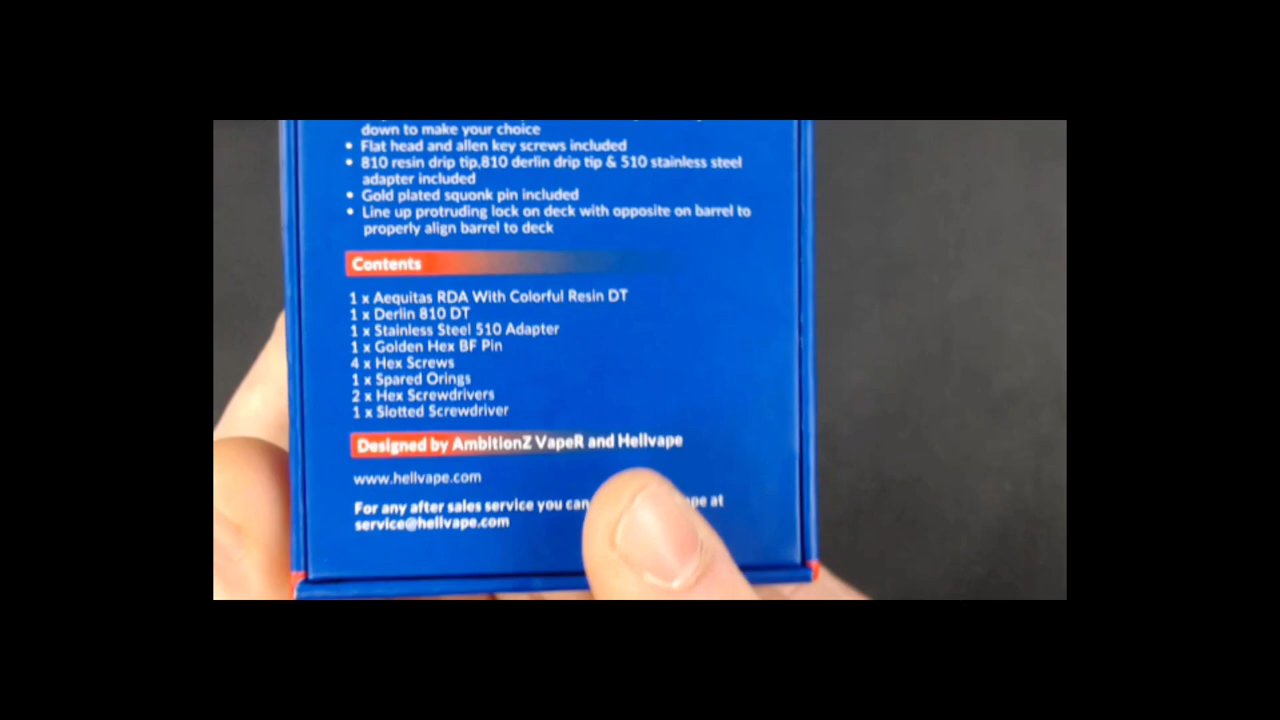 down to make your choice
• Flat head and allen key screws included
• 810 resin drip tip,810 derlin drip tip & 510 stainless steel
adapter included
• Gold plated squonk pin included
• Line up protruding lock on deck with opposite on barrel to
properly align barrel to deck
Contents
1 x Aequitas RDA With Colorful Resin DT
1 x Derlin 810 DT
1 x Stainless Steel 510 Adapter
1 x Golden Hex BF Pin
4 x Hex Screws
1 x Spared Orings
2 x Hex Screwdrivers
1 x Slotted Screwdriver
Designed by AmbitionZ VapeR and Hellvape
www.hellvape.com
For any after sales service you can at
service@hellvape.com